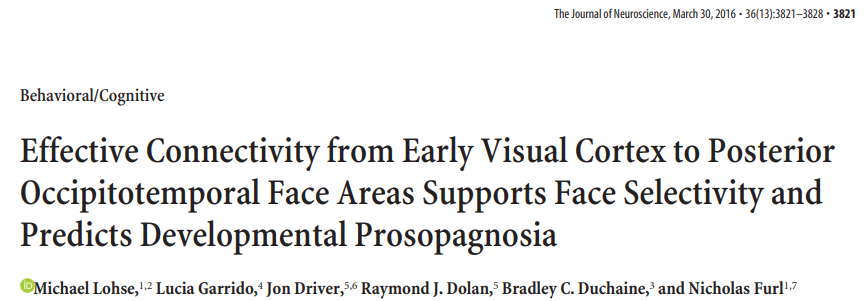 The Journal of Neuroscience, March 30, 2016 • 36(13):3821–3828 • 3821
Behavioral/Cognitive
Effective Connectivity from Early Visual Cortex to Posterior
Occipitotemporal Face Areas Supports Face Selectivity and
Predicts Developmental Prosopagnosia
iD Michael Lohse,1,2 Lucia Garrido,4 Jon Driver,5,6 Raymond J. Dolan,5 Bradley C. Duchaine,3 and Nicholas Furl1,7